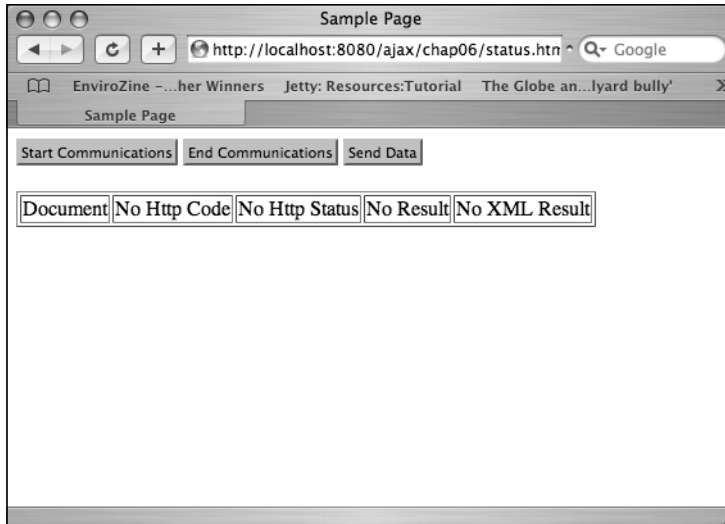 Sample Page
http://localhost:8080/ajax/chap06/status.htm
Google
EnviroZine –...her Winners Jetty: Resources:Tutorial The Globe an...lyard bully'
Sample Page
Start Communications End Communications Send Data
Document No Http Code No Http Status No Result No XML Result